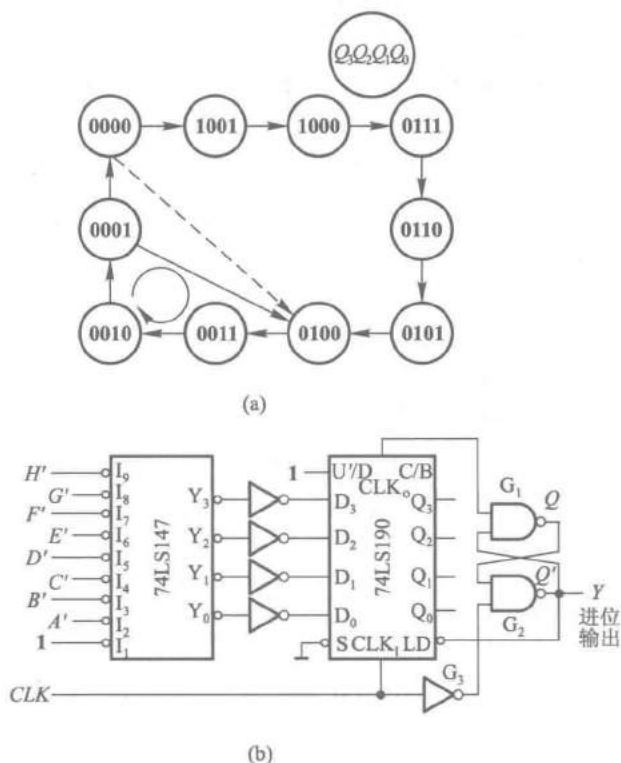 Q₃Q₂Q₁Q₀
0000
1001
1000
0111
0001
0110
0010
0011
0100
0101
(a)
H′
G′
F′
E′
D′
C′
B′
A′
1
I₉
I₈
I₇
I₆
I₅
I₄
I₃
I₂
I₁
74LS147
Y₃
Y₂
Y₁
Y₀
1
U′/D
C/B
CLKₒ
D₃
D₂
D₁
D₀
74LS190
Q₃
Q₂
Q₁
Q₀
S
CLK_I
LD
G₁
Q
Q′
G₂
Y
进位
输出
CLK
G₃
(b)